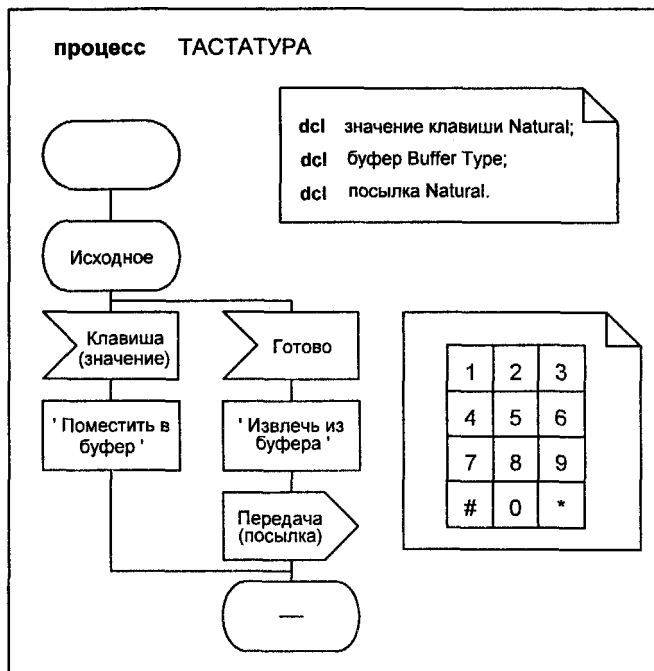 процесс ТАСТАТУРА
dcl значение клавиши Natural;
dcl буфер Buffer Type;
dcl посылка Natural.
Исходное
Клавиша
(значение)
Готово
' Поместить в
буфер '
' Извлечь из
буфера '
Передача
(посылка)
—
1 2 3
4 5 6
7 8 9
# 0 *